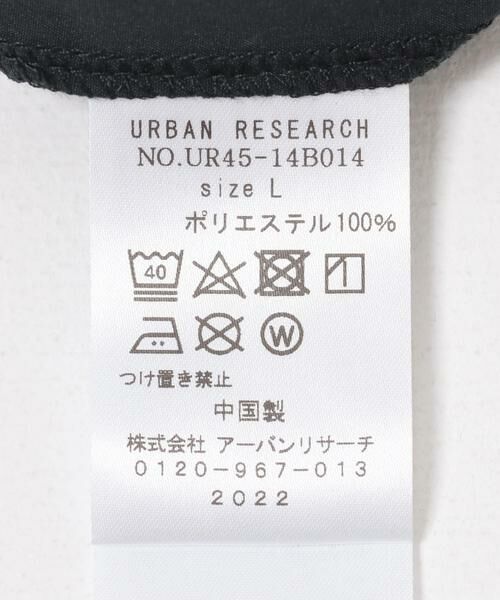 URBAN RESEARCH
NO.UR45-14B014
size L
ポリエステル100%
40
W
つけ置き禁止
中国製
株式会社 アーバンリサーチ
0120-967-013
2022